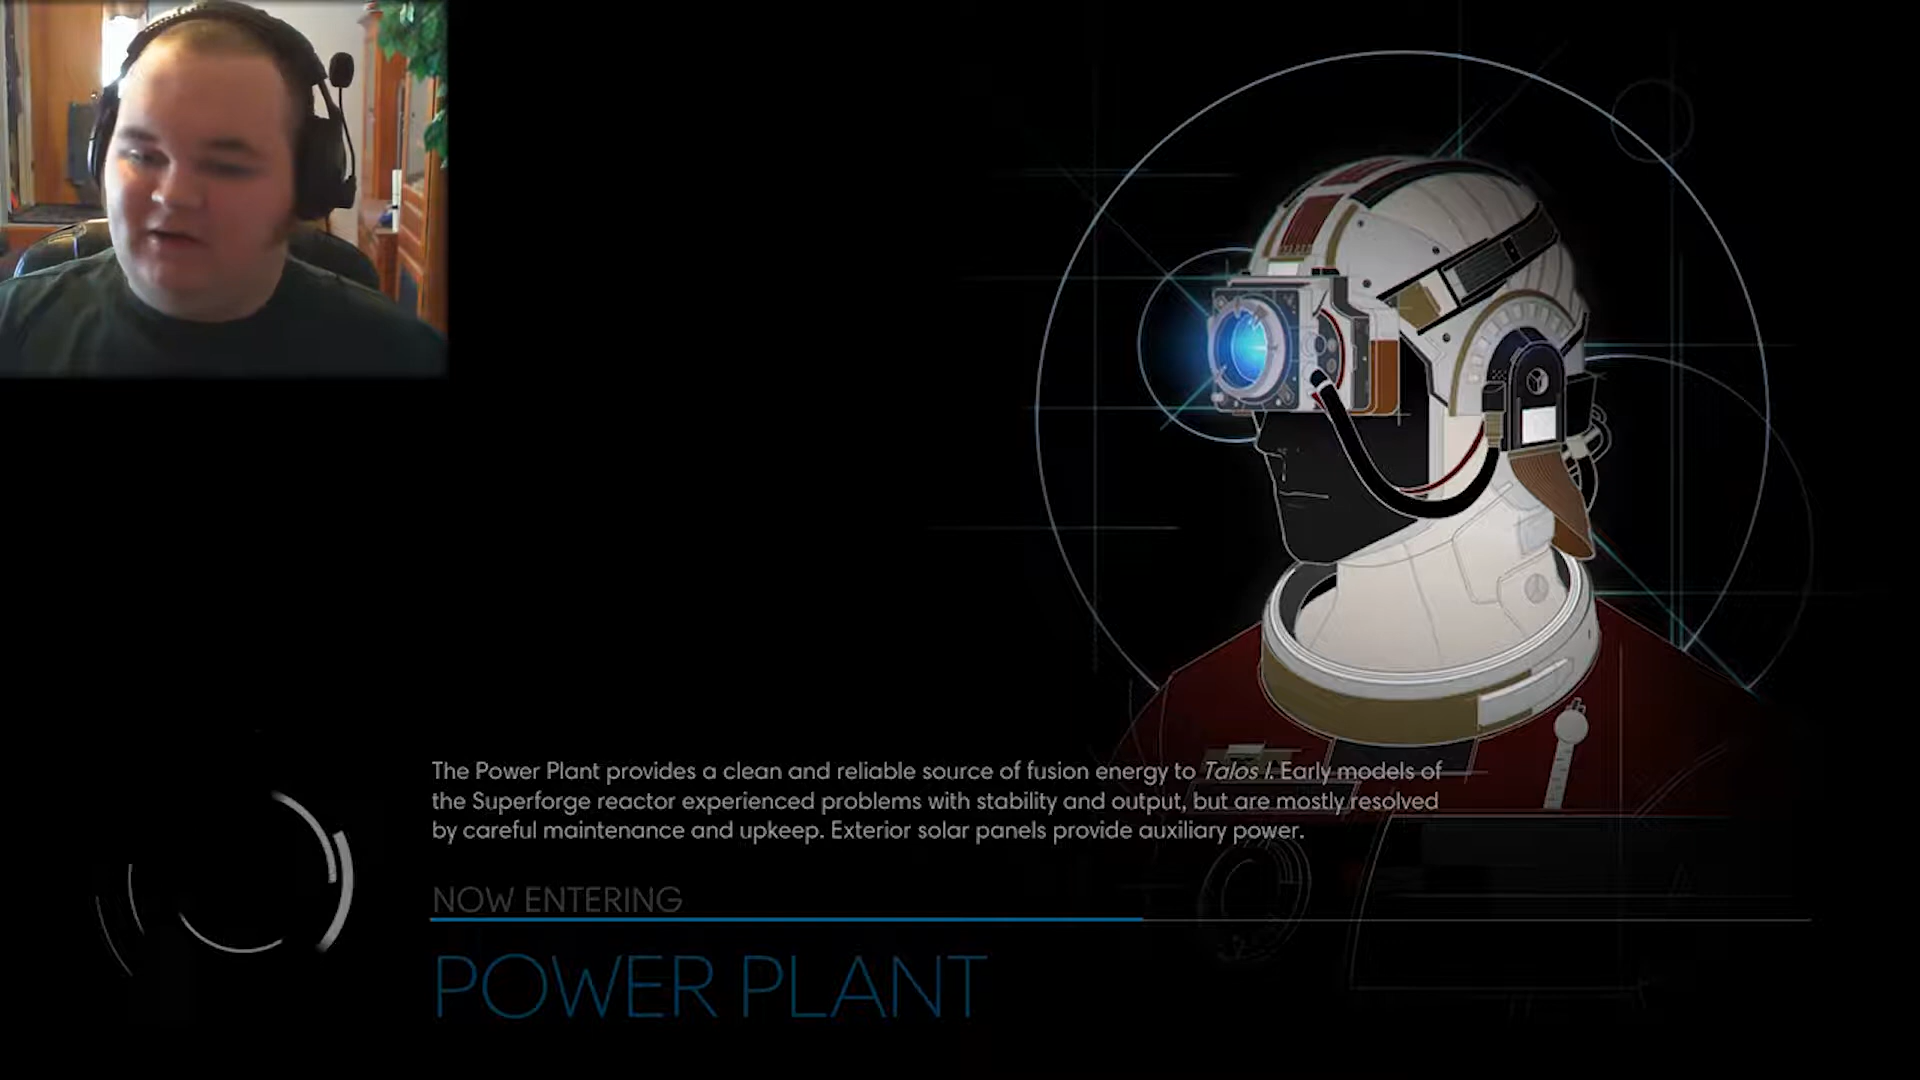 The Power Plant provides a clean and reliable source of fusion energy to Talos I. Early models of
the Superforge reactor experienced problems with stability and output, but are mostly resolved
by careful maintenance and upkeep. Exterior solar panels provide auxiliary power.
NOW ENTERING
POWER PLANT